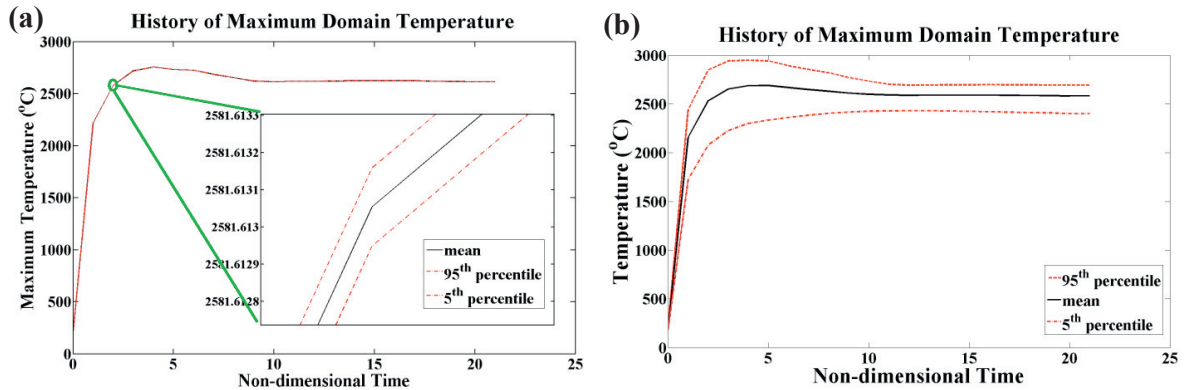 (a)
History of Maximum Domain Temperature
Maximum Temperature (°C)
3000
2500
2000
1500
1000
500
0
0 5 10 15 20 25
Non-dimensional Time
2581.6133
2581.6132
2581.6131
2581.613
2581.6129
2581.6128
mean
95th percentile
5th percentile
(b)
History of Maximum Domain Temperature
Temperature (°C)
3000
2500
2000
1500
1000
500
0
0 5 10 15 20 25
Non-dimensional Time
95th percentile
mean
5th percentile